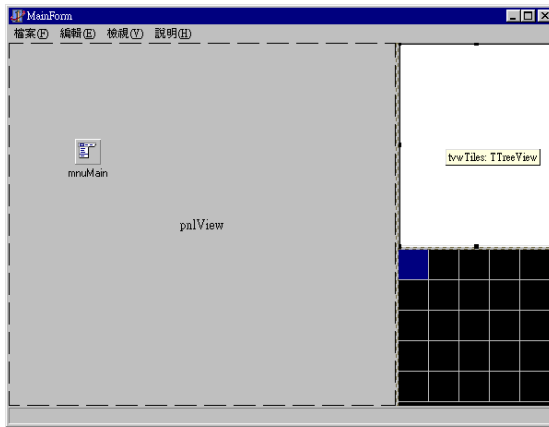 MainForm
檔案(F) 編輯(E) 檢視(V) 說明(H)
tvwTiles: TTreeView
mnuMain
pnlView